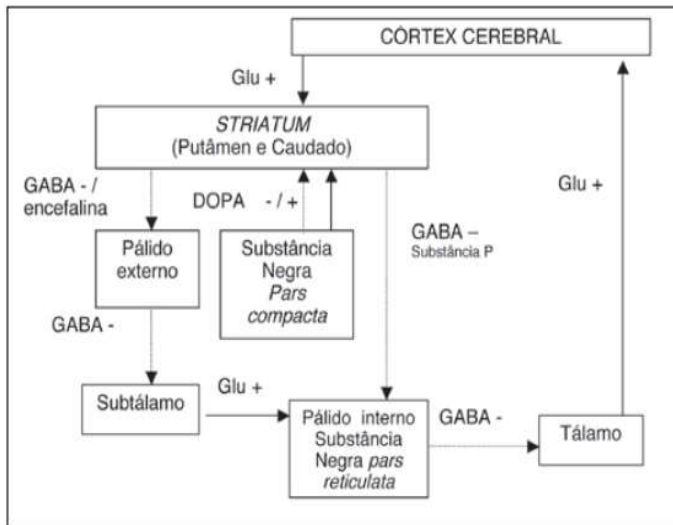 CÓRTEX CEREBRAL
Glu +
STRIATUM
(Putâmen e Caudado)
GABA - /
encefalina
DOPA - / +
GABA –
Substância P
Glu +
Pálido
externo
Substância
Negra
Pars
compacta
GABA -
Subtálamo
Glu +
Pálido interno
Substância
Negra pars
reticulata
GABA -
Tálamo